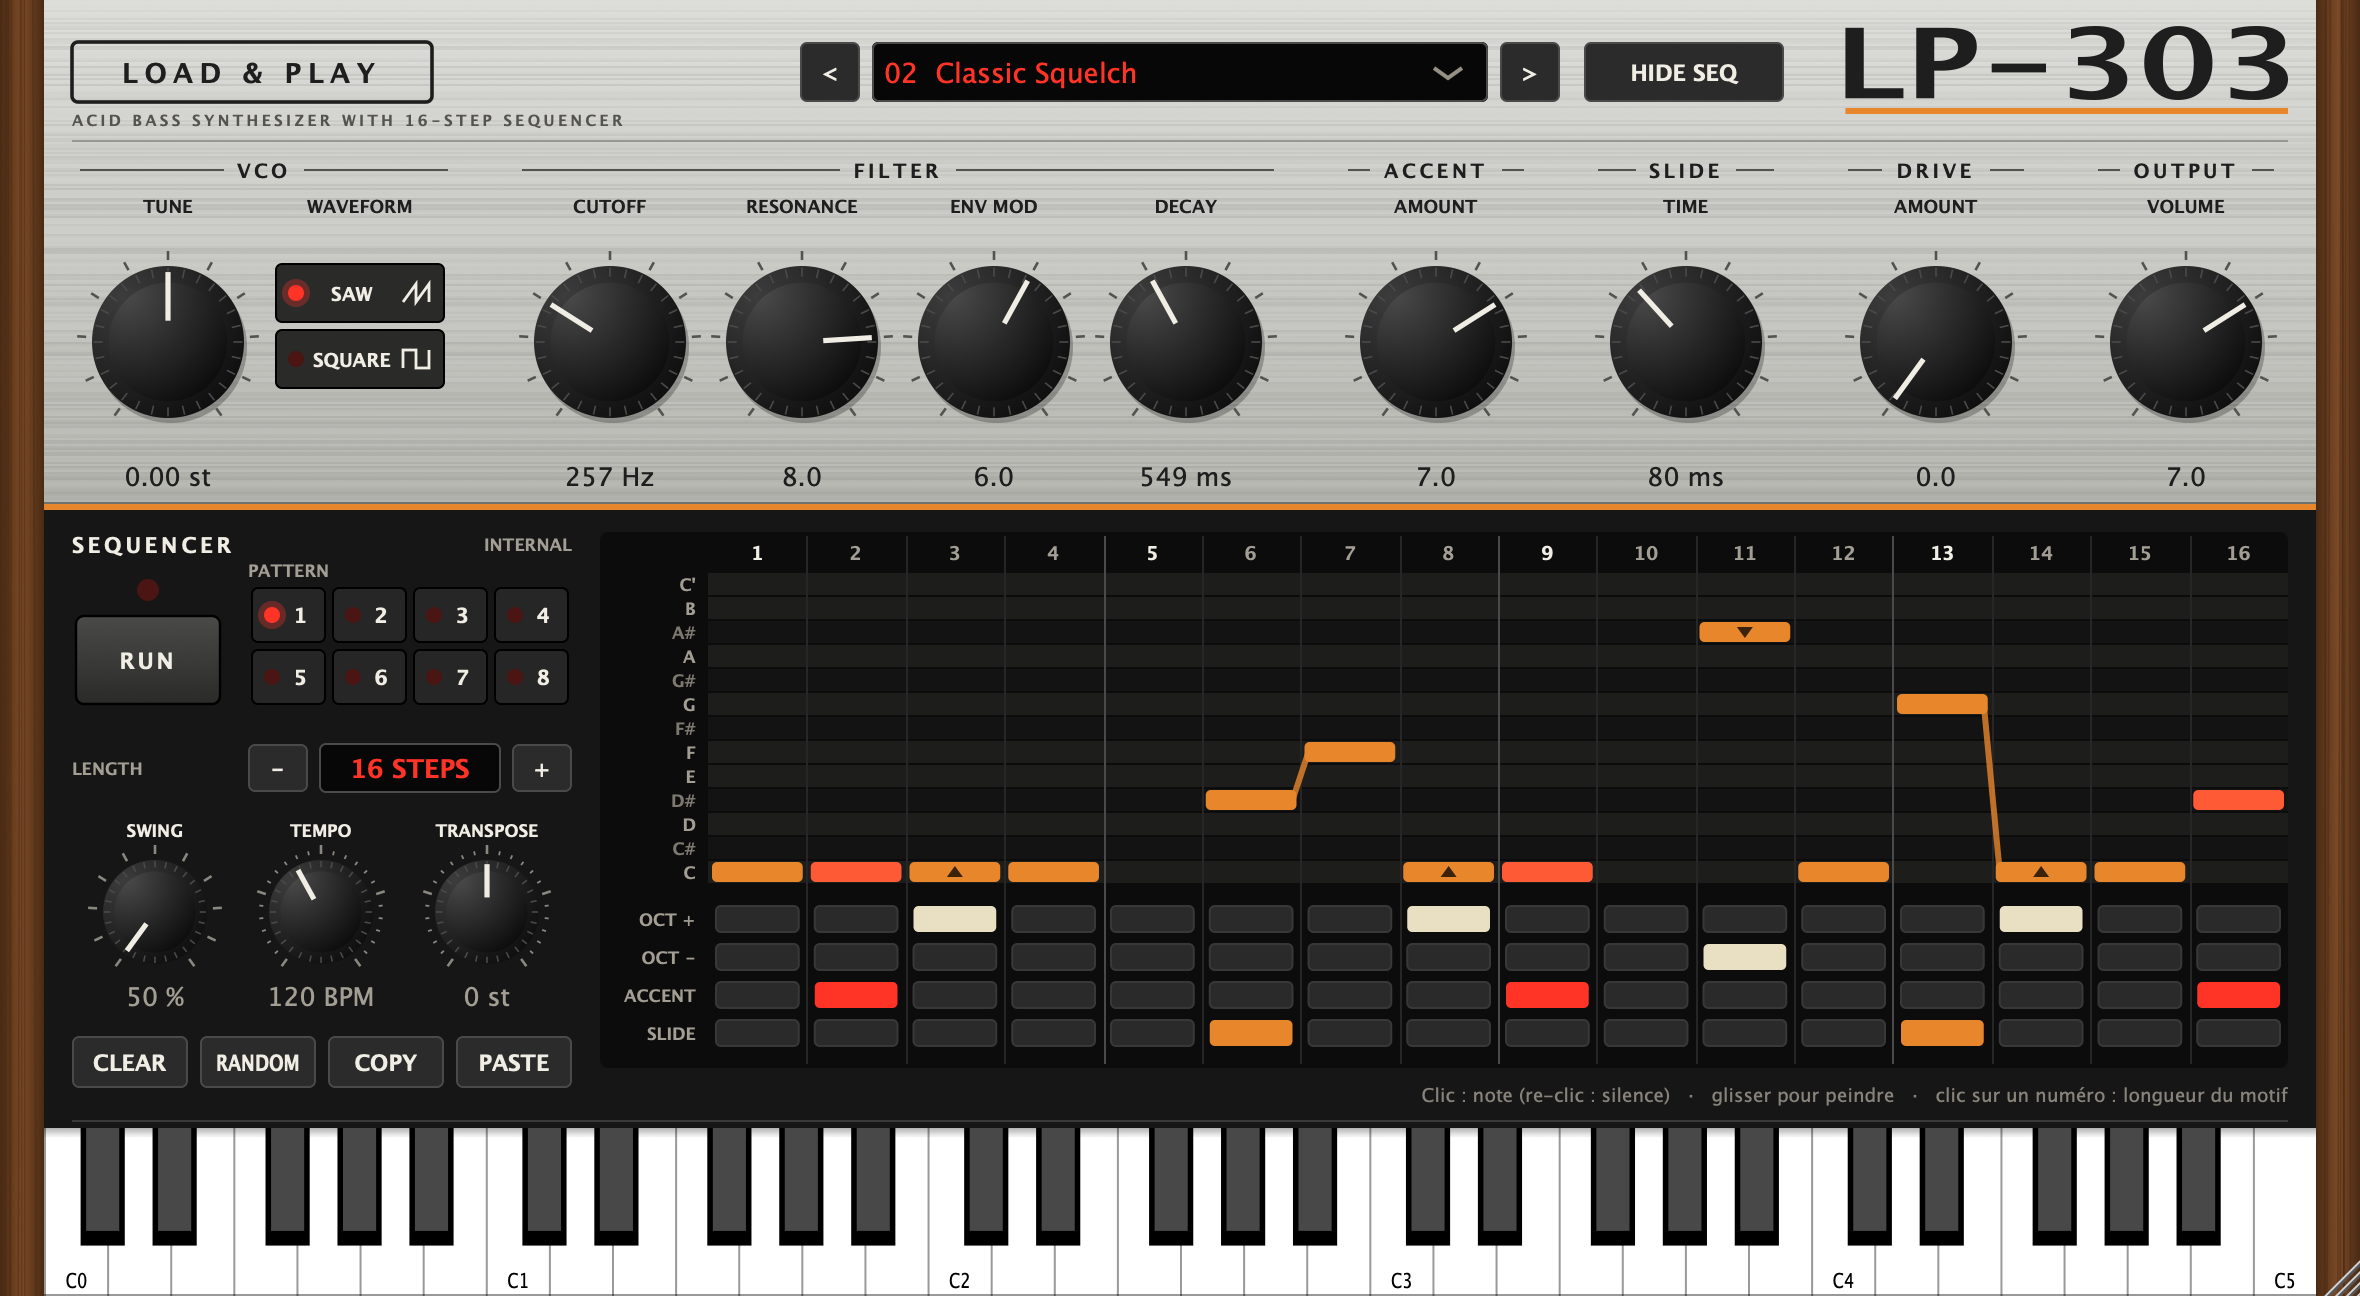 LOAD & PLAY
< 02 Classic Squelch > HIDE SEQ
LP-303
ACID BASS SYNTHESIZER WITH 16-STEP SEQUENCER
VCO FILTER ACCENT SLIDE DRIVE OUTPUT
TUNE WAVEFORM CUTOFF RESONANCE ENV MOD DECAY AMOUNT TIME AMOUNT VOLUME
SAW
SQUARE
0.00 st 257 Hz 8.0 6.0 549 ms 7.0 80 ms 0.0 7.0
SEQUENCER INTERNAL
PATTERN
1 2 3 4
RUN
5 6 7 8
LENGTH - 16 STEPS +
SWING TEMPO TRANSPOSE
50 % 120 BPM 0 st
CLEAR RANDOM COPY PASTE
1 2 3 4 5 6 7 8 9 10 11 12 13 14 15 16
C'
B
A#
A
G#
G
F#
F
E
D#
D
C#
C
OCT +
OCT -
ACCENT
SLIDE
Clic : note (re-clic : silence) · glisser pour peindre · clic sur un numéro : longueur du motif
C0 C1 C2 C3 C4 C5